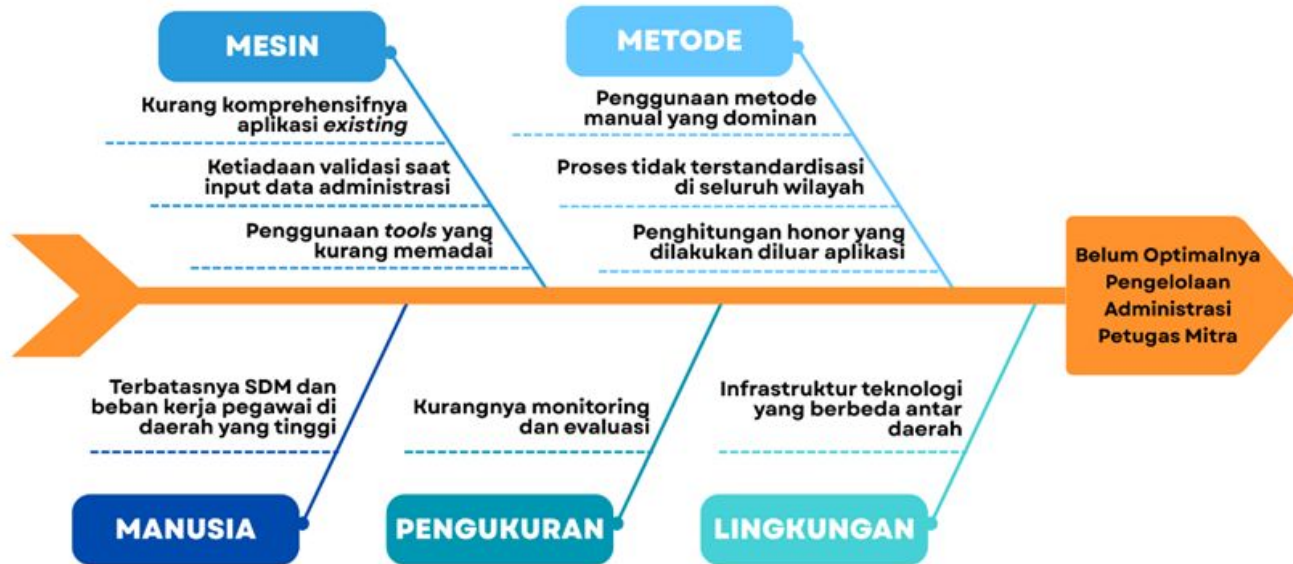 MESIN
Kurang komprehensifnya
aplikasi existing
Ketiadaan validasi saat
input data administrasi
Penggunaan tools yang
kurang memadai
METODE
Penggunaan metode
manual yang dominan
Proses tidak terstandardisasi
di seluruh wilayah
Penghitungan honor yang
dilakukan diluar aplikasi
Belum Optimalnya
Pengelolaan
Administrasi
Petugas Mitra
Terbatasnya SDM dan
beban kerja pegawai di
daerah yang tinggi
MANUSIA
Kurangnya monitoring
dan evaluasi
PENGUKURAN
Infrastruktur teknologi
yang berbeda antar
daerah
LINGKUNGAN